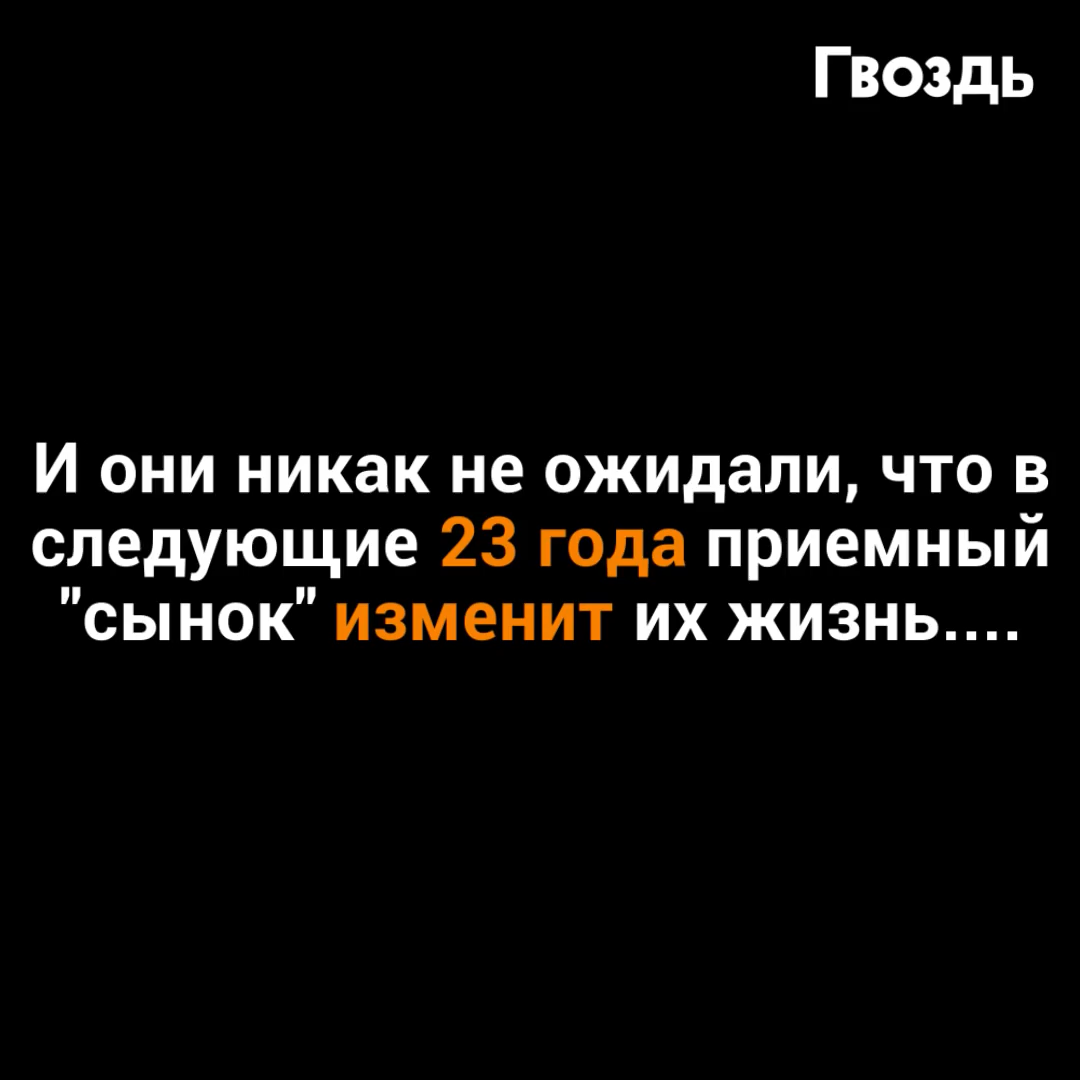 Гвоздь
И они никак не ожидали, что в
следующие 23 года приемный
"сынок" изменит их жизнь....